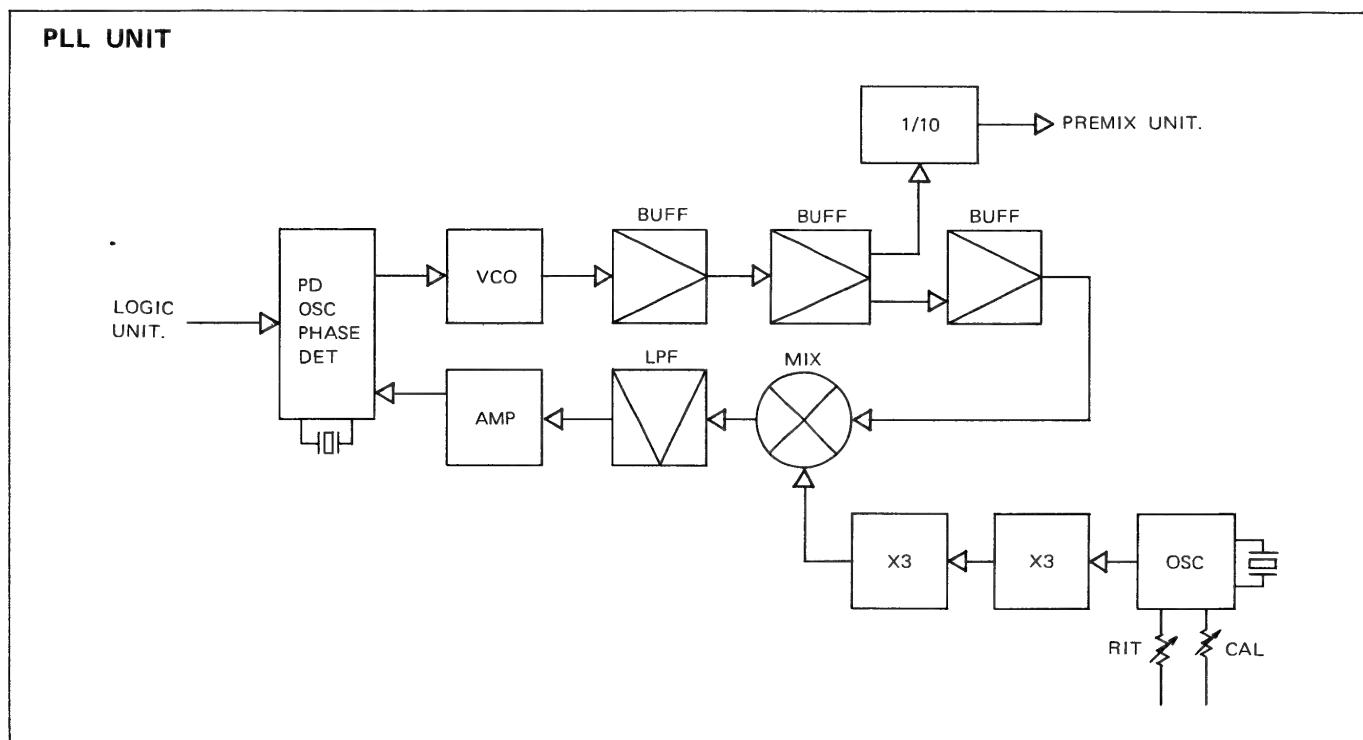 PLL UNIT
1/10
PREMIX UNIT.
BUFF
BUFF
BUFF
LOGIC
UNIT.
PD
OSC
PHASE
DET
VCO
AMP
LPF
MIX
X3
X3
OSC
RIT
CAL